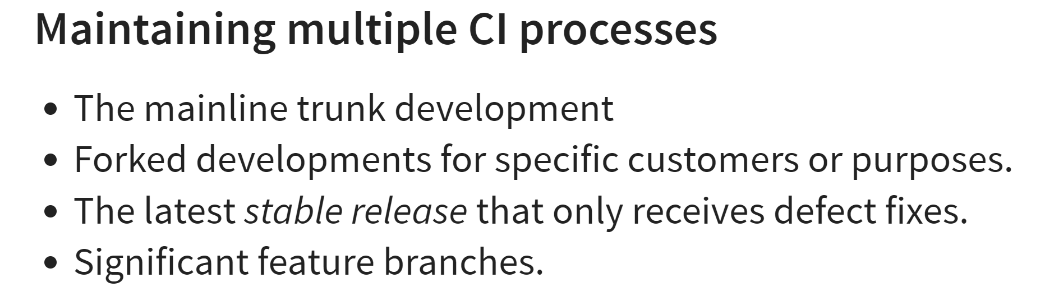 Maintaining multiple CI processes
• The mainline trunk development
• Forked developments for specific customers or purposes.
• The latest stable release that only receives defect fixes.
• Significant feature branches.